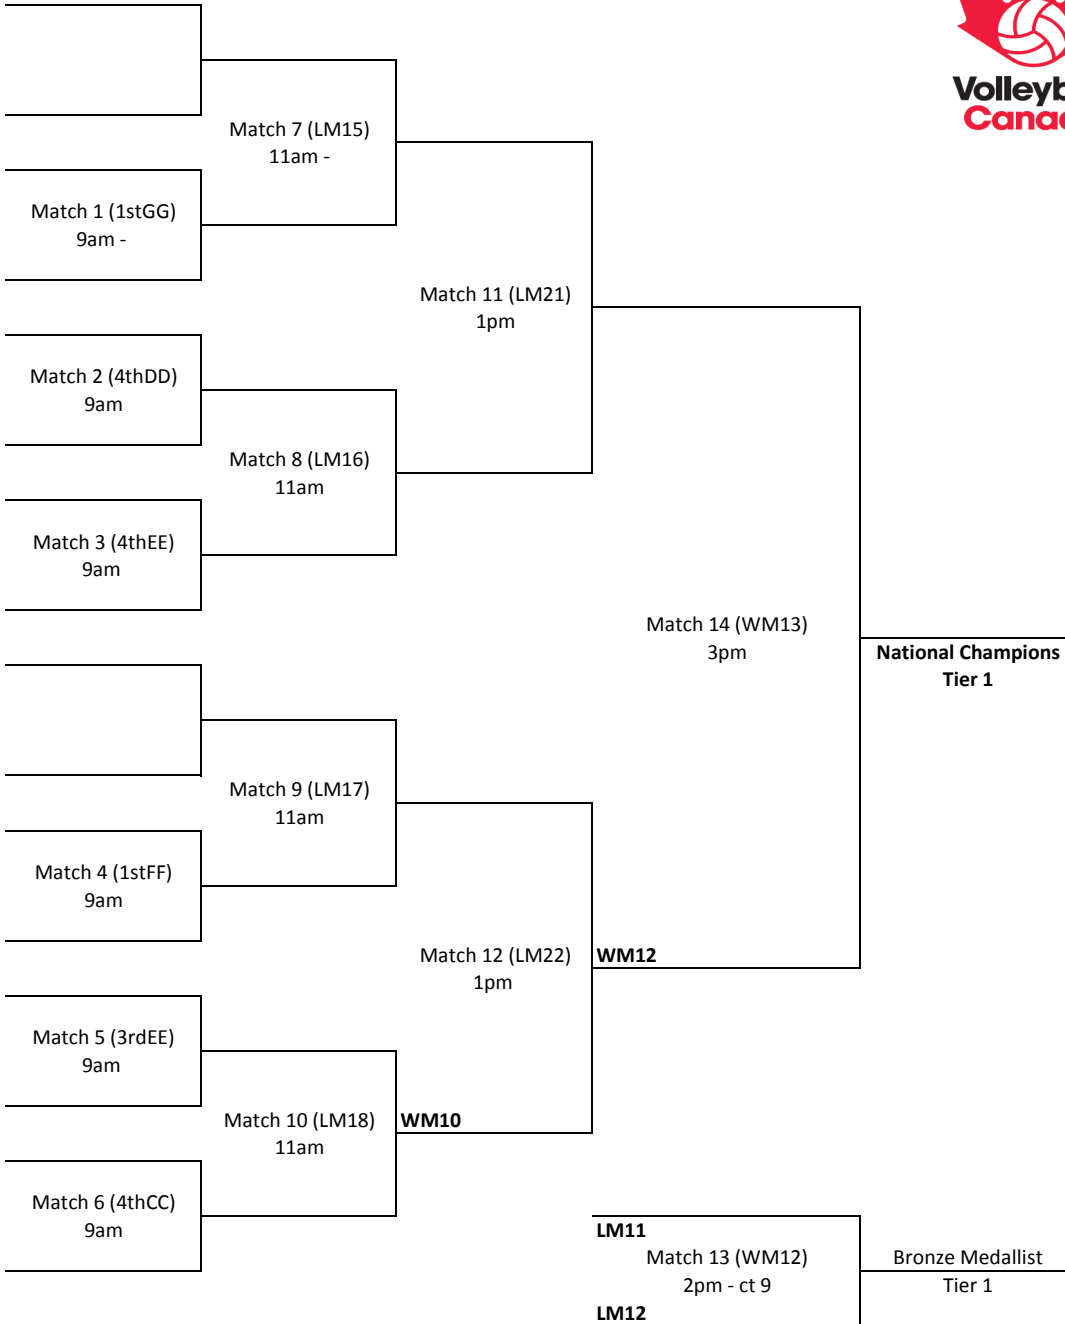 Volleyb
Cana
Match 7 (LM15)
11am -
Match 1 (1stGG)
9am -
Match 11 (LM21)
1pm
Match 2 (4thDD)
9am
Match 8 (LM16)
11am
Match 3 (4thEE)
9am
Match 14 (WM13)
3pm
National Champions
Tier 1
Match 9 (LM17)
11am
Match 4 (1stFF)
9am
Match 12 (LM22)
1pm
WM12
Match 5 (3rdEE)
9am
Match 10 (LM18)
11am
WM10
Match 6 (4thCC)
9am
LM11
Match 13 (WM12)
2pm - ct 9
LM12
Bronze Medallist
Tier 1